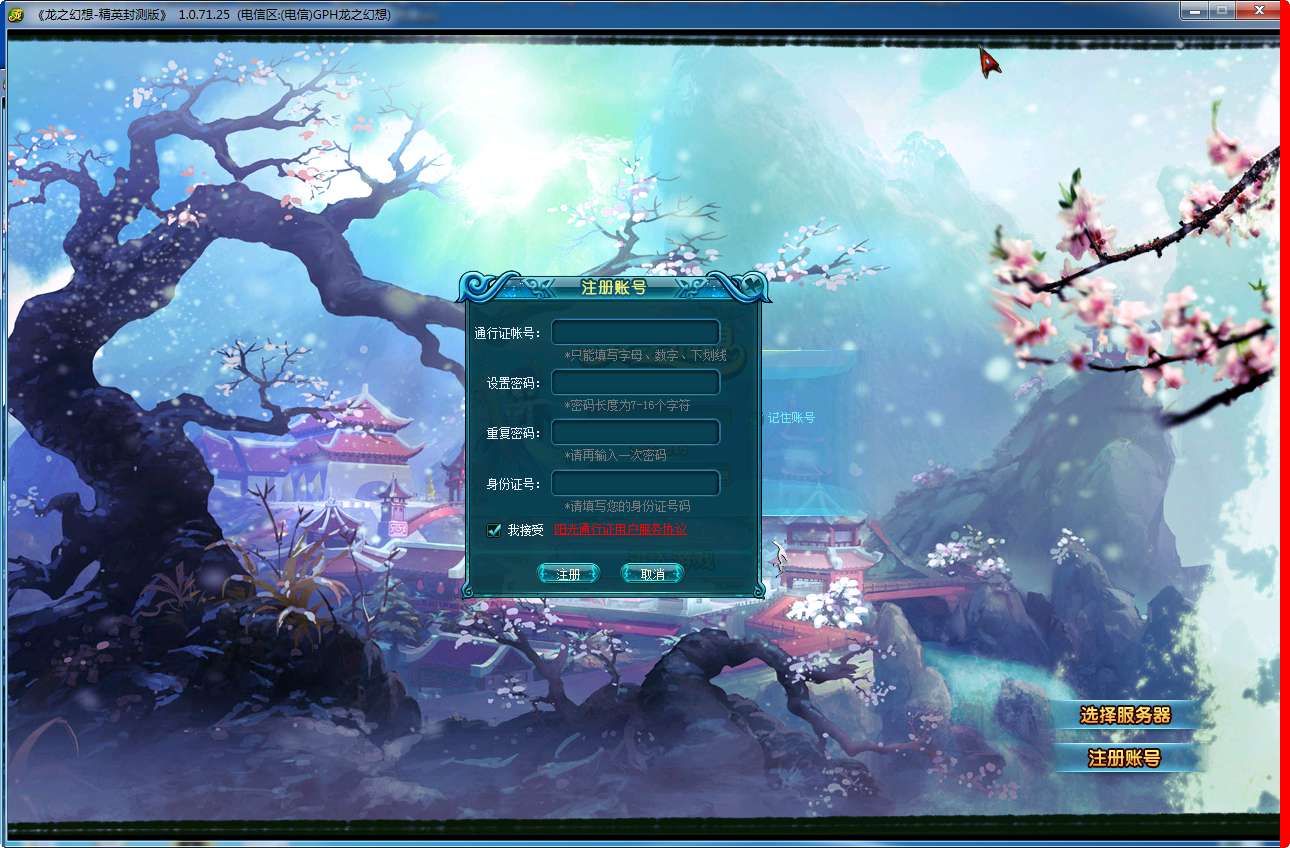 《龙之幻想-精英封测版》 1.0.71.25 (电信区:(电信)GPH龙之幻想)
注册账号
通行证帐号：
*只能填写字母、数字、下划线
设置密码：
*密码长度为7-16个字符
记住账号
重复密码：
*请再输入一次密码
身份证号：
*请填写您的身份证号码
我接受 阳光通行证用户服务协议
注册 取消
选择服务器
注册账号